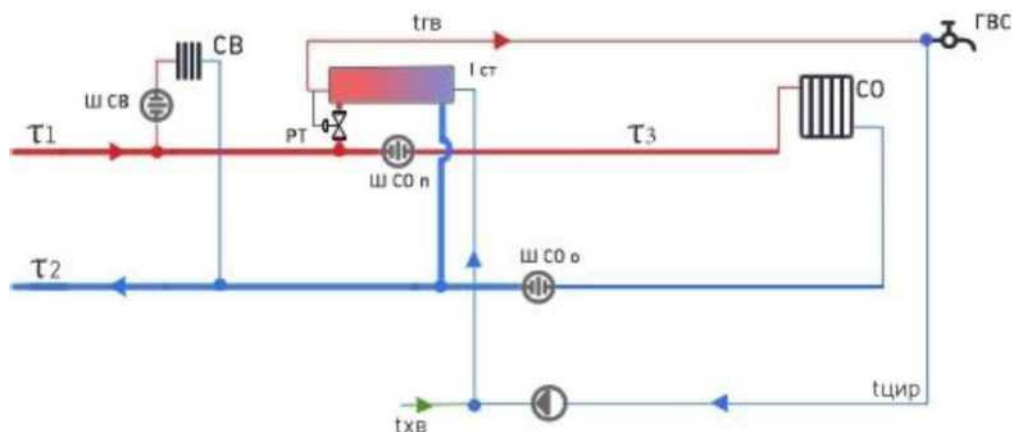 tгв
ГВС
СВ
I ст
СО
Ш СВ
τ1
РТ
τ3
Ш СО п
τ2
Ш СО о
tцир
tхв